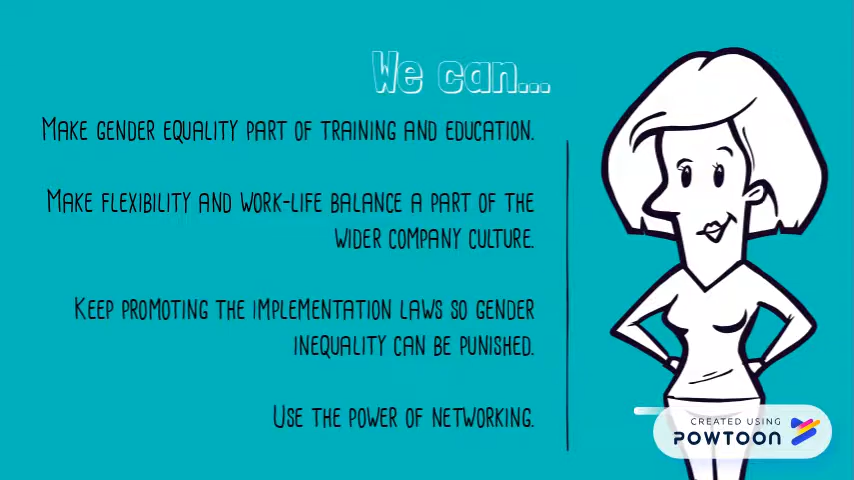 We can...
Make gender equality part of training and education.
Make flexibility and work-life balance a part of the
wider company culture.
Keep promoting the implementation laws so gender
inequality can be punished.
Use the power of networking.
CREATED USING
POWTOON